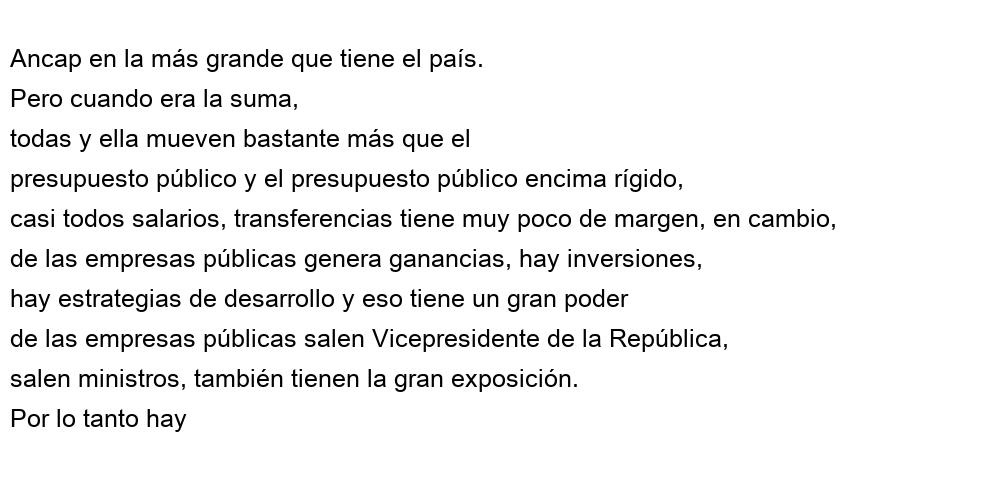 Ancap en la más grande que tiene el país.
Pero cuando era la suma,
todas y ella mueven bastante más que el
presupuesto público y el presupuesto público encima rígido,
casi todos salarios, transferencias tiene muy poco de margen, en cambio,
de las empresas públicas genera ganancias, hay inversiones,
hay estrategias de desarrollo y eso tiene un gran poder
de las empresas públicas salen Vicepresidente de la República,
salen ministros, también tienen la gran exposición.
Por lo tanto hay